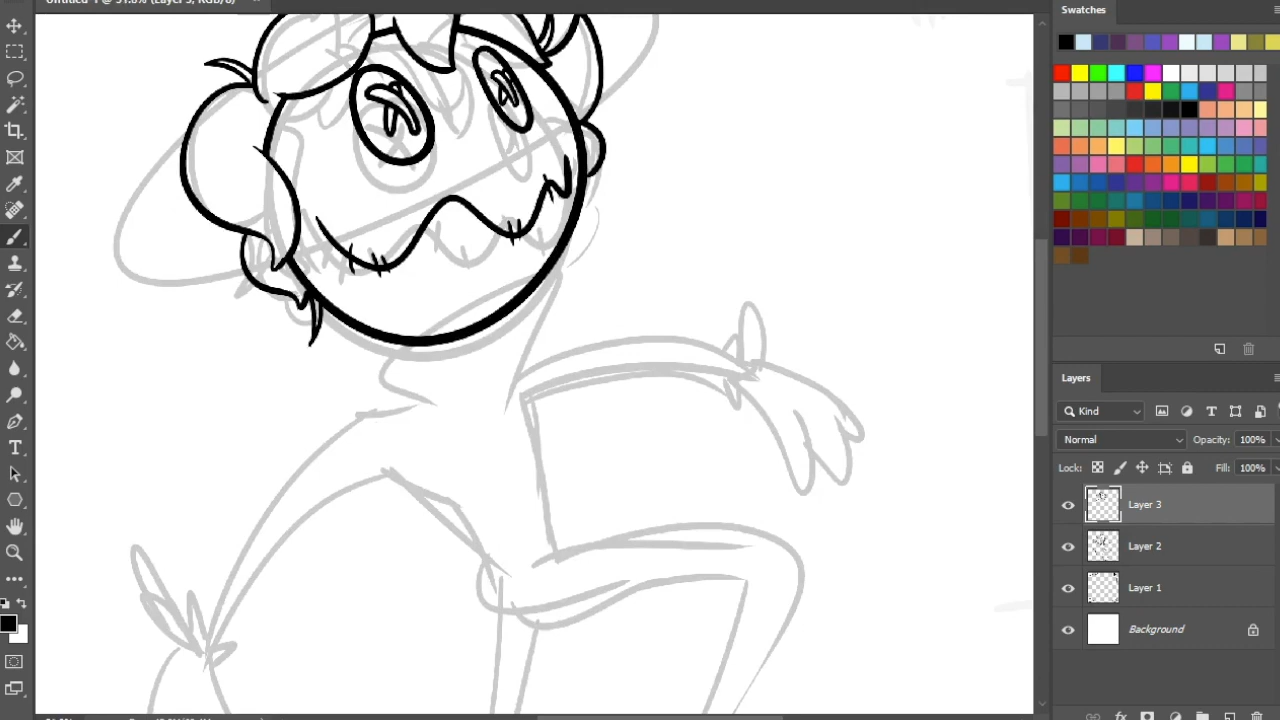 Swatches
Layers
Kind
Normal
Opacity: 100%
Lock:
Fill: 100%
Layer 3
Layer 2
Layer 1
Background